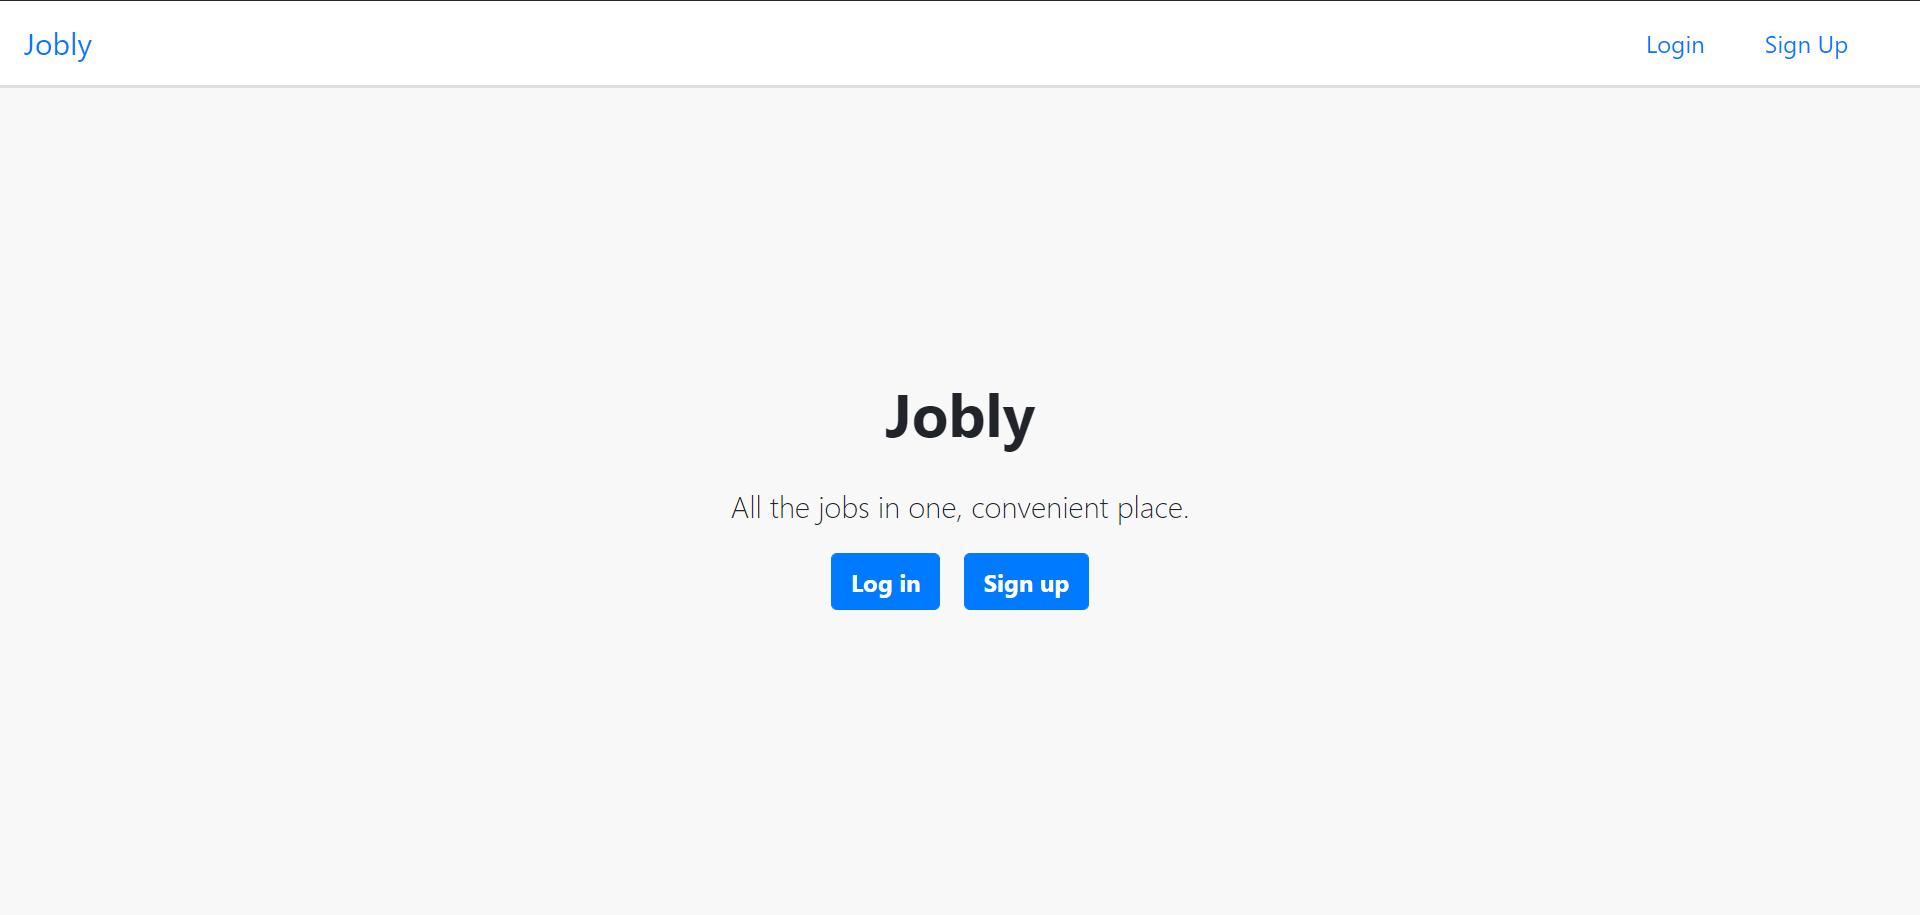 Jobly Login Sign Up
Jobly
All the jobs in one, convenient place.
Log in Sign up